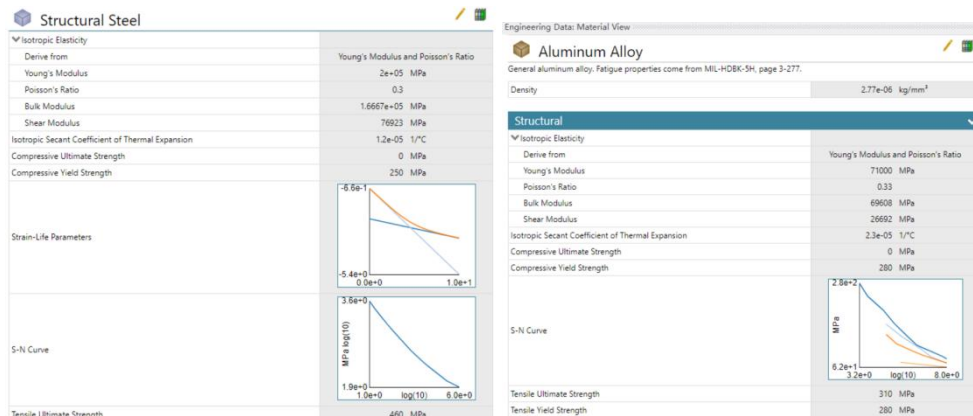 Structural Steel
Isotropic Elasticity
Derive from Young's Modulus and Poisson's Ratio
Young's Modulus 2e+05 MPa
Poisson's Ratio 0.3
Bulk Modulus 1.6667e+05 MPa
Shear Modulus 76923 MPa
Isotropic Secant Coefficient of Thermal Expansion 1.2e-05 1/°C
Compressive Ultimate Strength 0 MPa
Compressive Yield Strength 250 MPa
Strain-Life Parameters
-6.6e-1
-5.4e+0
0.0e+0 1.0e+1
S-N Curve
3.6e+0
MPa log(10)
1.9e+0
1.0e+0 log(10) 6.0e+0
Tensile Ultimate Strength 460 MPa
Engineering Data: Material View
Aluminum Alloy
General aluminum alloy. Fatigue properties come from MIL-HDBK-5H, page 3-277.
Density 2.77e-06 kg/mm³
Structural
Isotropic Elasticity
Derive from Young's Modulus and Poisson's Ratio
Young's Modulus 71000 MPa
Poisson's Ratio 0.33
Bulk Modulus 69608 MPa
Shear Modulus 26692 MPa
Isotropic Secant Coefficient of Thermal Expansion 2.3e-05 1/°C
Compressive Ultimate Strength 0 MPa
Compressive Yield Strength 280 MPa
S-N Curve
2.8e+2
MPa
6.2e+1
3.2e+0 log(10) 8.0e+0
Tensile Ultimate Strength 310 MPa
Tensile Yield Strength 280 MPa